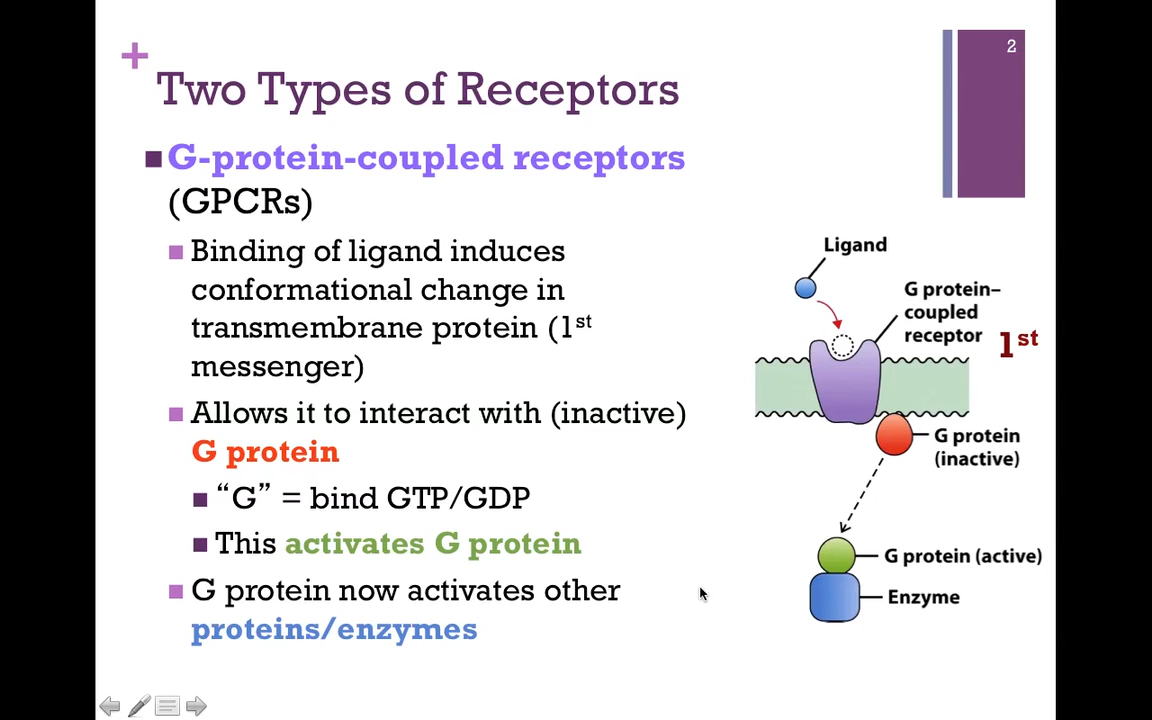 2
+
Two Types of Receptors
G-protein-coupled receptors
(GPCRs)
Binding of ligand induces
conformational change in
transmembrane protein (1st
messenger)
Allows it to interact with (inactive)
G protein
“G” = bind GTP/GDP
This activates G protein
G protein now activates other
proteins/enzymes
Ligand
G protein–
coupled
receptor
1st
G protein
(inactive)
G protein (active)
Enzyme